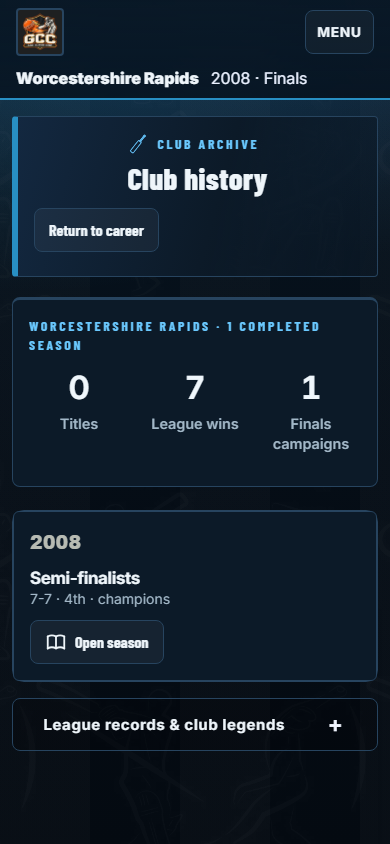 GCC
MENU
Worcestershire Rapids 2008 · Finals
CLUB ARCHIVE
Club history
Return to career
WORCESTERSHIRE RAPIDS · 1 COMPLETED
SEASON
0 7 1
Titles League wins Finals
campaigns
2008
Semi-finalists
7-7 · 4th · champions
Open season
League records & club legends +